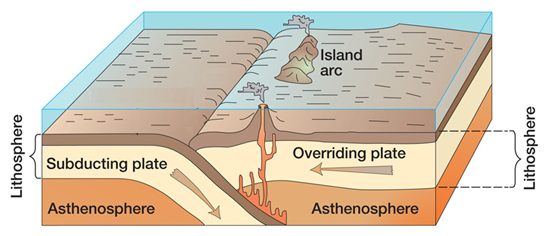 Island
arc
Lithosphere
Subducting plate
Overriding plate
Lithosphere
Asthenosphere
Asthenosphere